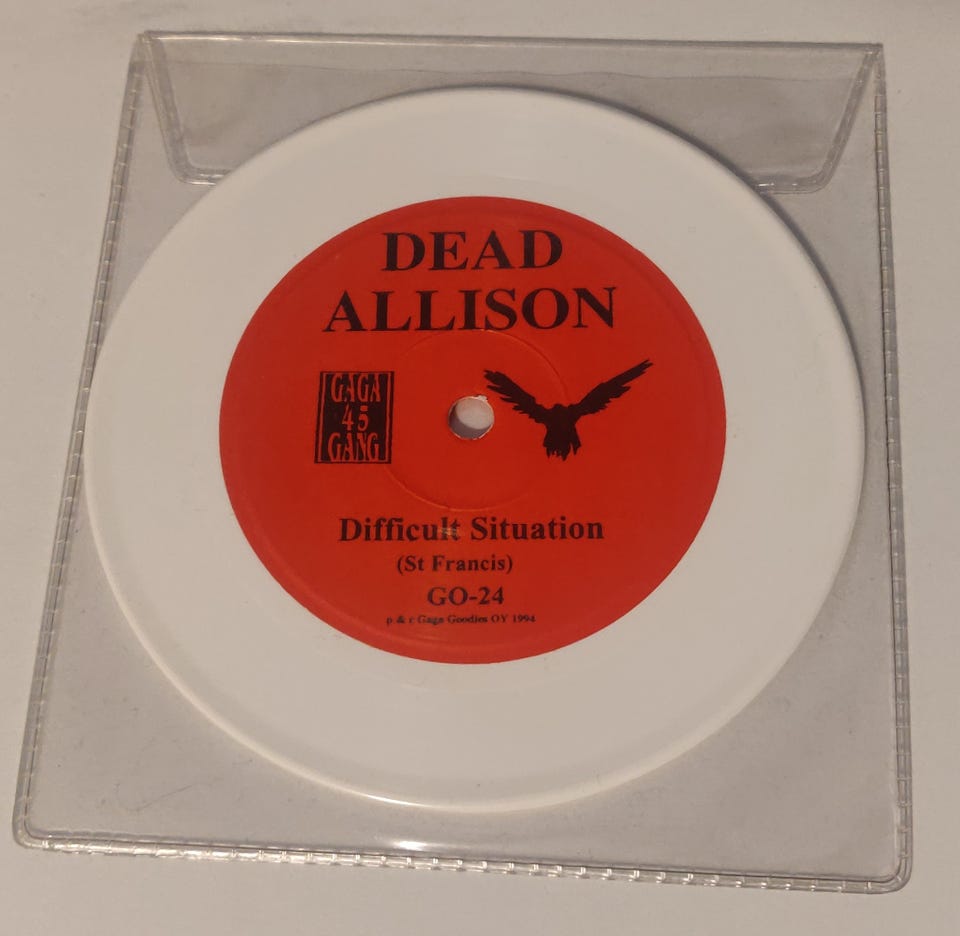 DEAD
ALLISON
GAGA
45
GANG
Difficult Situation
(St Francis)
GO-24
p & c Gaga Goodies OY 1994